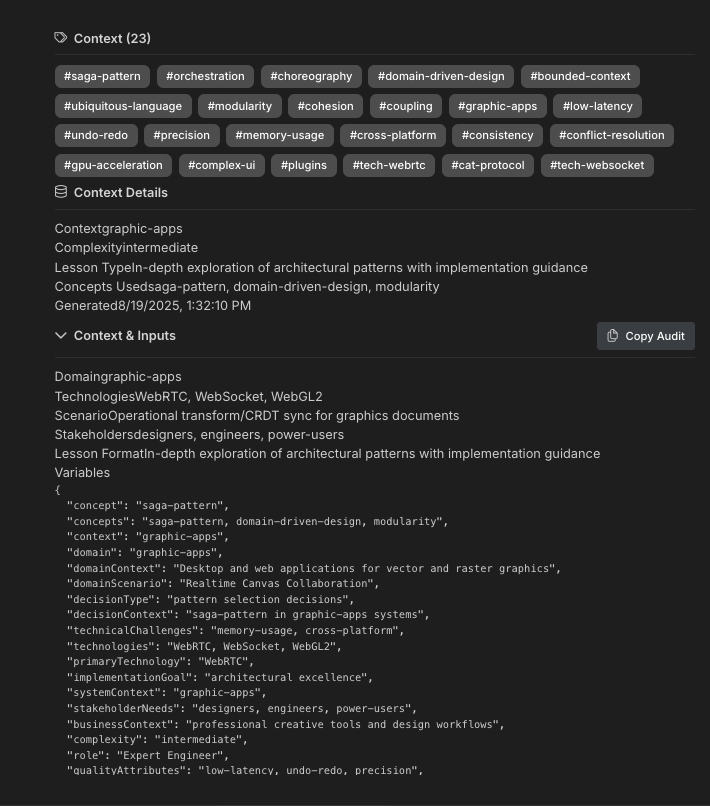 Context (23)
#saga-pattern #orchestration #choreography #domain-driven-design #bounded-context
#ubiquitous-language #modularity #cohesion #coupling #graphic-apps #low-latency
#undo-redo #precision #memory-usage #cross-platform #consistency #conflict-resolution
#gpu-acceleration #complex-ui #plugins #tech-webrtc #cat-protocol #tech-websocket
Context Details
Contextgraphic-apps
Complexityintermediate
Lesson TypeIn-depth exploration of architectural patterns with implementation guidance
Concepts Usedsaga-pattern, domain-driven-design, modularity
Generated8/19/2025, 1:32:10 PM
Context & Inputs
Copy Audit
Domaingraphic-apps
TechnologiesWebRTC, WebSocket, WebGL2
ScenarioOperational transform/CRDT sync for graphics documents
Stakeholdersdesigners, engineers, power-users
Lesson FormatIn-depth exploration of architectural patterns with implementation guidance
Variables
{
  "concept": "saga-pattern",
  "concepts": "saga-pattern, domain-driven-design, modularity",
  "context": "graphic-apps",
  "domain": "graphic-apps",
  "domainContext": "Desktop and web applications for vector and raster graphics",
  "domainScenario": "Realtime Canvas Collaboration",
  "decisionType": "pattern selection decisions",
  "decisionContext": "saga-pattern in graphic-apps systems",
  "technicalChallenges": "memory-usage, cross-platform",
  "technologies": "WebRTC, WebSocket, WebGL2",
  "primaryTechnology": "WebRTC",
  "implementationGoal": "architectural excellence",
  "systemContext": "graphic-apps",
  "stakeholderNeeds": "designers, engineers, power-users",
  "businessContext": "professional creative tools and design workflows",
  "complexity": "intermediate",
  "role": "Expert Engineer",
  "qualityAttributes": "low-latency, undo-redo, precision",